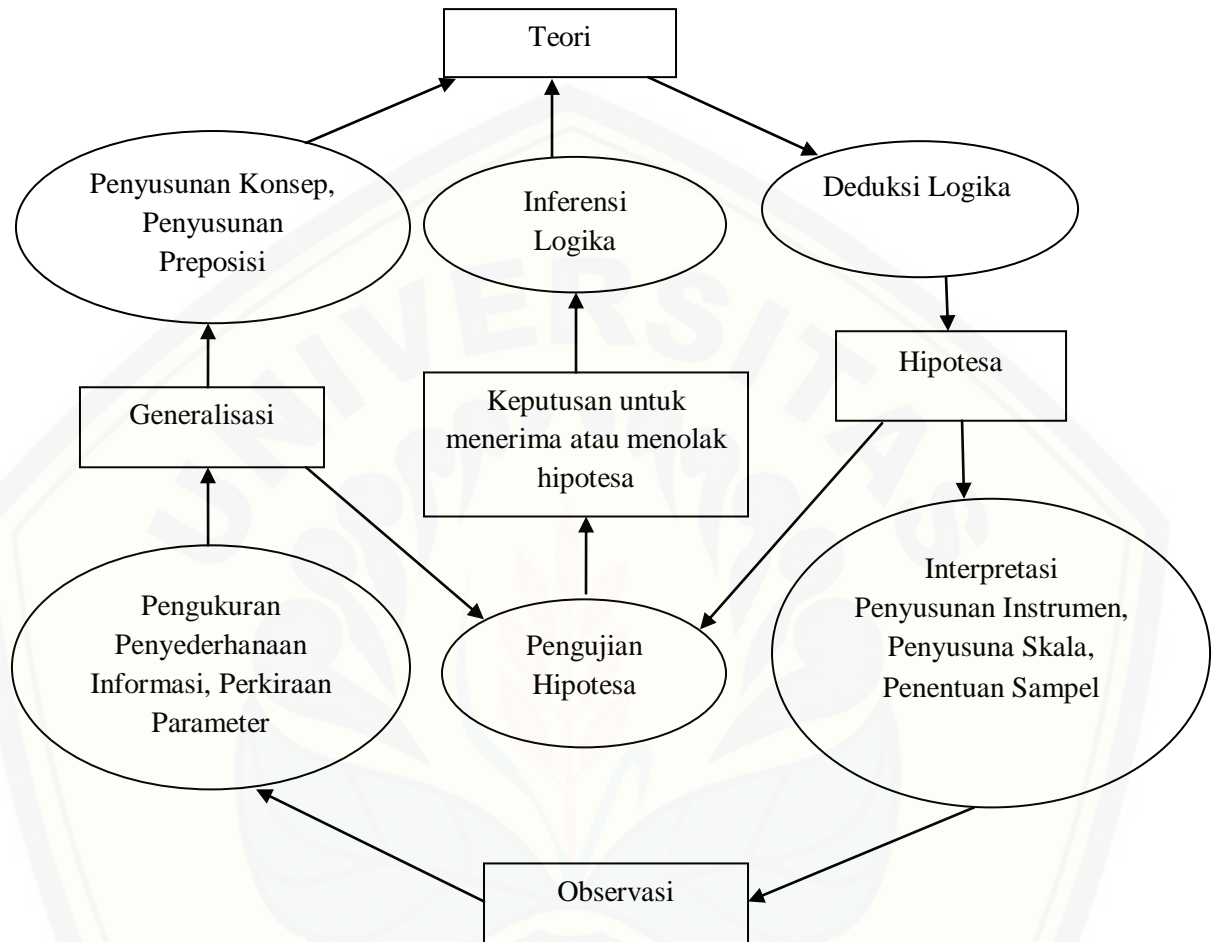 Teori
Penyusunan Konsep,
Penyusunan
Preposisi
Inferensi
Logika
Deduksi Logika
Generalisasi
Keputusan untuk
menerima atau menolak
hipotesa
Hipotesa
Pengukuran
Penyederhanaan
Informasi, Perkiraan
Parameter
Pengujian
Hipotesa
Interpretasi
Penyusunan Instrumen,
Penyusuna Skala,
Penentuan Sampel
Observasi
UNIVERSITAS